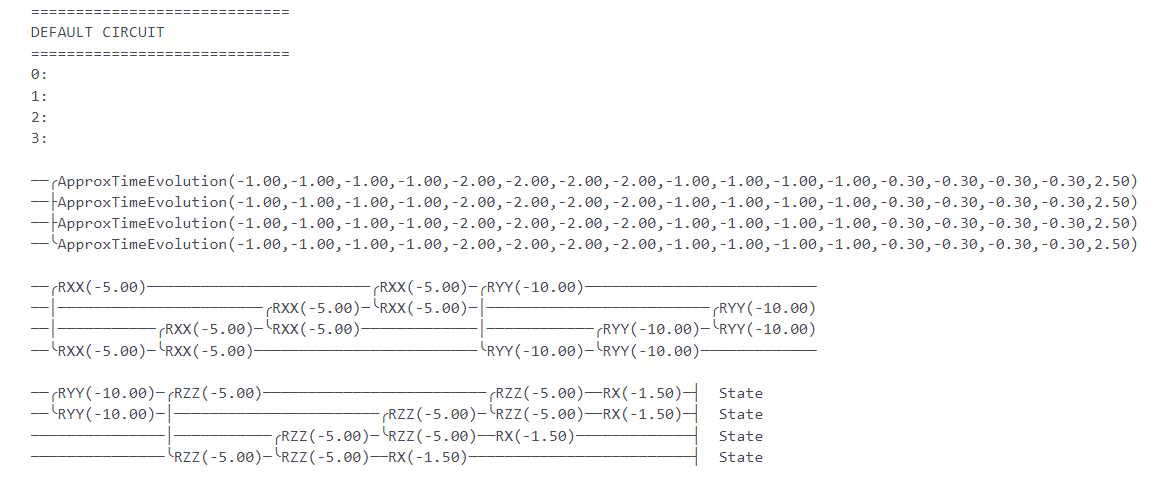 =============================
DEFAULT CIRCUIT
=============================
0:
1:
2:
3:
──╭ApproxTimeEvolution(-1.00,-1.00,-1.00,-1.00,-2.00,-2.00,-2.00,-2.00,-1.00,-1.00,-1.00,-1.00,-0.30,-0.30,-0.30,-0.30,2.50)
──├ApproxTimeEvolution(-1.00,-1.00,-1.00,-1.00,-2.00,-2.00,-2.00,-2.00,-1.00,-1.00,-1.00,-1.00,-0.30,-0.30,-0.30,-0.30,2.50)
──├ApproxTimeEvolution(-1.00,-1.00,-1.00,-1.00,-2.00,-2.00,-2.00,-2.00,-1.00,-1.00,-1.00,-1.00,-0.30,-0.30,-0.30,-0.30,2.50)
──╰ApproxTimeEvolution(-1.00,-1.00,-1.00,-1.00,-2.00,-2.00,-2.00,-2.00,-1.00,-1.00,-1.00,-1.00,-0.30,-0.30,-0.30,-0.30,2.50)
──╭RXX(-5.00)─────────────────────────╭RXX(-5.00)─╭RYY(-10.00)──────────────────────────
──│───────────────────────╭RXX(-5.00)─╰RXX(-5.00)─│─────────────────────────╭RYY(-10.00)
──│───────────╭RXX(-5.00)─╰RXX(-5.00)─────────────│────────────╭RYY(-10.00)─╰RYY(-10.00)
──╰RXX(-5.00)─╰RXX(-5.00)─────────────────────────╰RYY(-10.00)─╰RYY(-10.00)─────────────
──╭RYY(-10.00)─╭RZZ(-5.00)─────────────────────────╭RZZ(-5.00)──RX(-1.50)─┤  State
──╰RYY(-10.00)─│───────────────────────╭RZZ(-5.00)─╰RZZ(-5.00)──RX(-1.50)─┤  State
───────────────│───────────╭RZZ(-5.00)─╰RZZ(-5.00)──RX(-1.50)─────────────┤  State
───────────────╰RZZ(-5.00)─╰RZZ(-5.00)──RX(-1.50)─────────────────────────┤  State